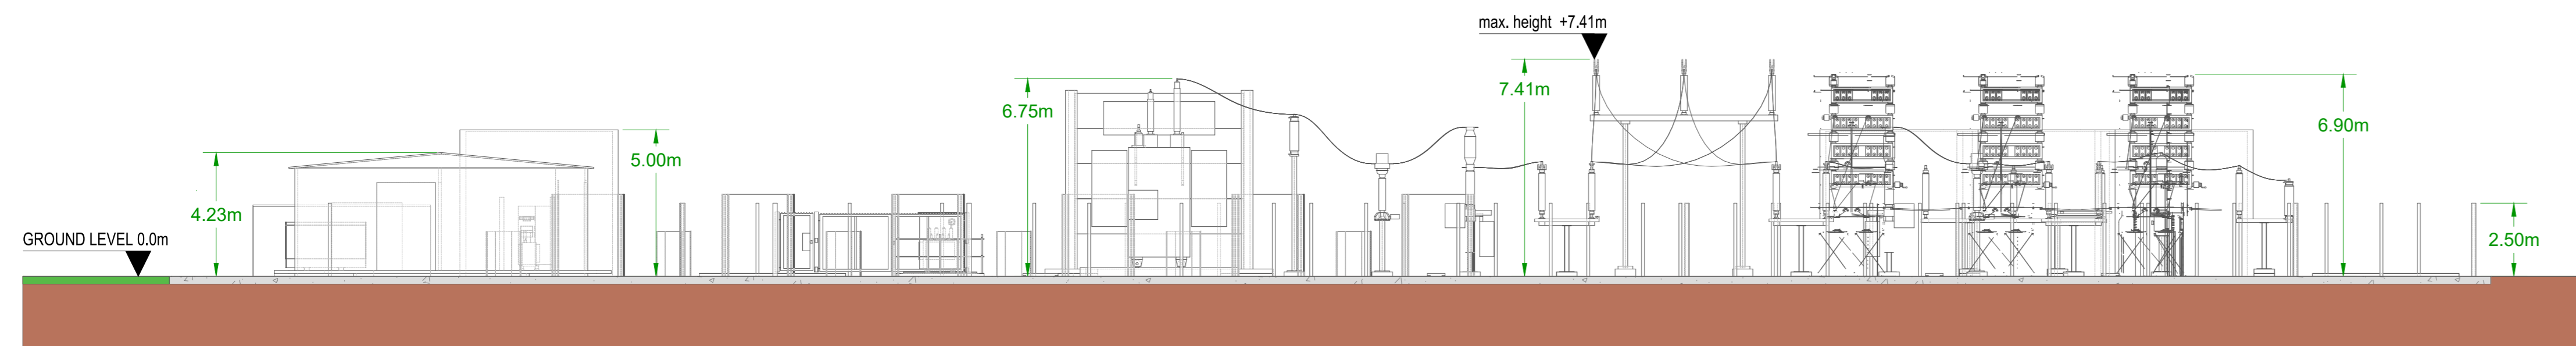 max. height +7.41m
6.75m
7.41m
6.90m
5.00m
4.23m
GROUND LEVEL 0.0m
2.50m